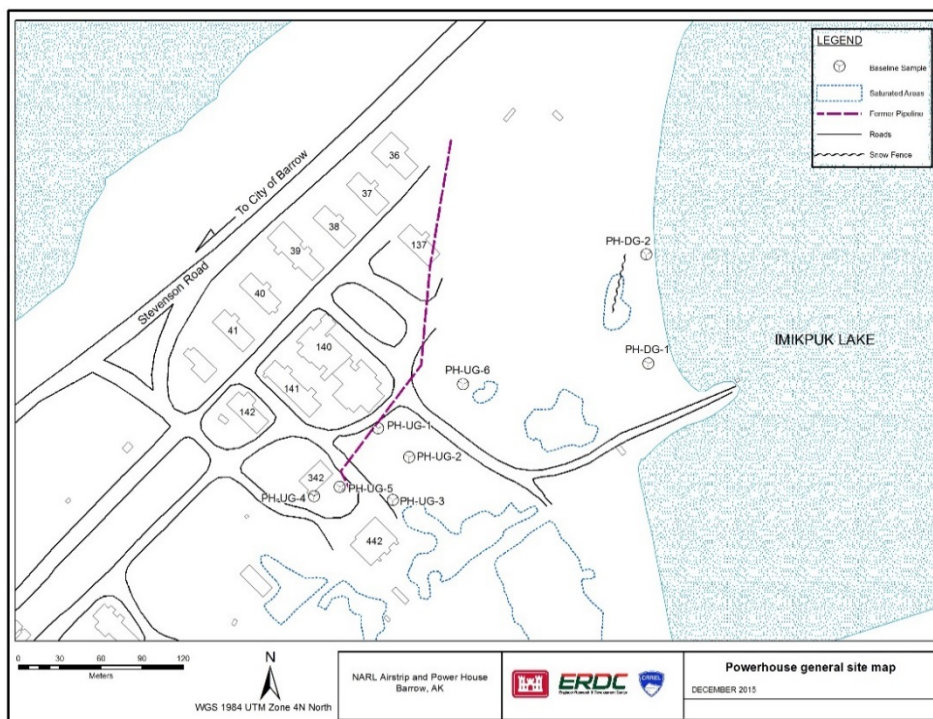 LEGEND
Baseline Sample
Saturated Areas
Former Pipeline
Roads
Snow Fence
To City of Barrow
Stevenson Road
36
37
38
39
40
41
137
140
141
142
342
442
PH-DG-2
PH-DG-1
IMIKPUK LAKE
PH-UG-6
PH-UG-1
PH-UG-2
PH-UG-5
PH-UG-4
PH-UG-3
0 30 60 90 120
Meters
N
WGS 1984 UTM Zone 4N North
NARL Airstrip and Power House
Barrow, AK
ERDC
CRREL
Powerhouse general site map
DECEMBER 2015